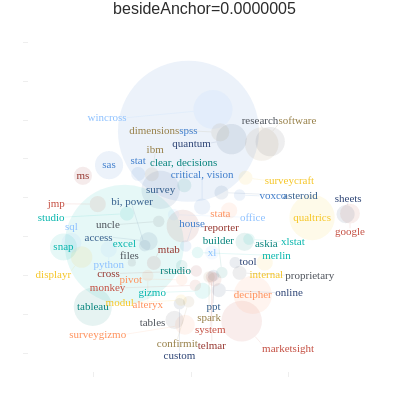 besideAnchor=0.0000005
wincross
researchsoftware
dimensionsspss
quantum
ibm
stat clear, decisions
sas
critical, vision
ms
surveycraft
survey
voxco asteroid sheets
jmp bi, power
studio stata office qualtrics
sql uncle house reporter google
access excel builder askia xlstat
snap files mtab xl merlin
python rstudio tool
displayr cross pivot internal proprietary
monkey gizmo decipher online
tableau modul alteryx ppt
tables spark
surveygizmo system
confirmit telmar marketsight
custom